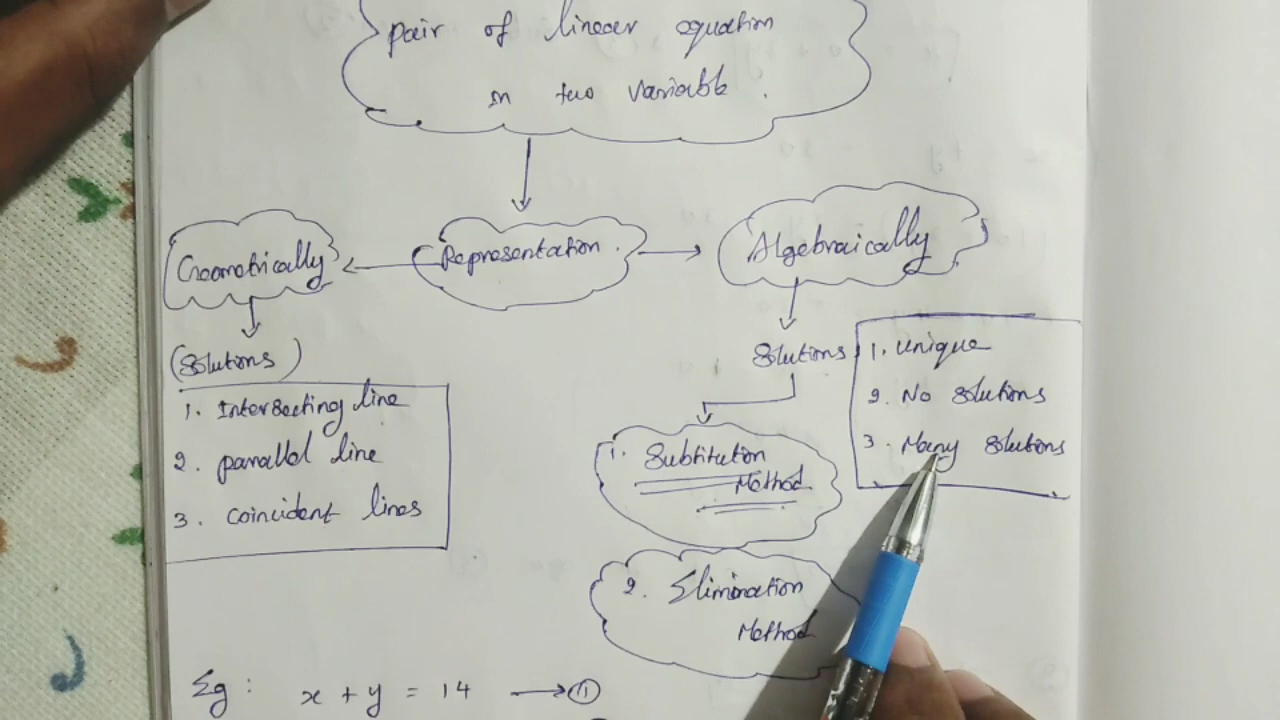 pair of linear equation
in two variable.
Geometrically
Representation.
Algebraically
(Solutions)
1. Intersecting line
2. parallel line
3. coincident lines
Solutions
1. Unique
2. No solutions
3. Many solutions
1. Subtitution
Method
2. Elimination
Method
Eg: x + y = 14 → ①